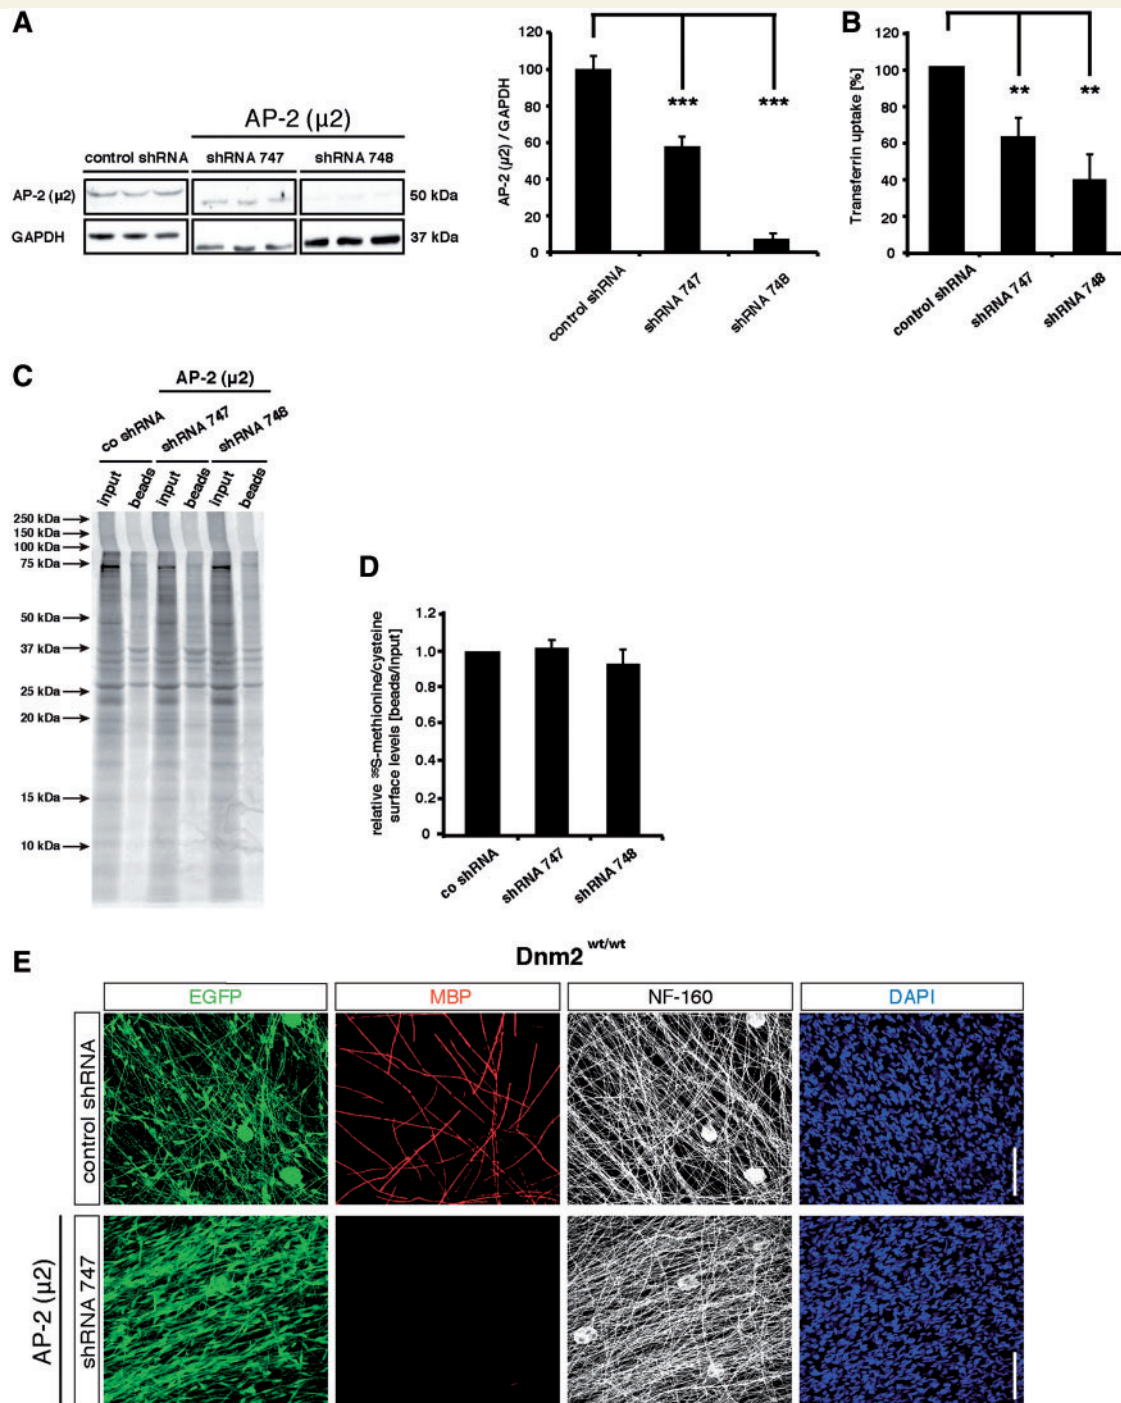 A
AP-2 (µ2)
control shRNA shRNA 747 shRNA 748
AP-2 (µ2) 50 kDa
GAPDH 37 kDa
AP-2 (µ2) / GAPDH
120
100
80
60
40
20
0
*** ***
control shRNA shRNA 747 shRNA 748
B
Transferrin uptake [%]
120
100
80
60
40
20
0
** **
control shRNA shRNA 747 shRNA 748
C
AP-2 (µ2)
co shRNA shRNA 747 shRNA 748
input beads input beads input beads
250 kDa
150 kDa
100 kDa
75 kDa
50 kDa
37 kDa
25 kDa
20 kDa
15 kDa
10 kDa
D
relative ³⁵S-methionine/cysteine
surface levels [beads/input]
1.2
1.0
0.8
0.6
0.4
0.2
0
co shRNA shRNA 747 shRNA 748
E
Dnm2 wt/wt
EGFP MBP NF-160 DAPI
control shRNA
AP-2 (µ2)
shRNA 747